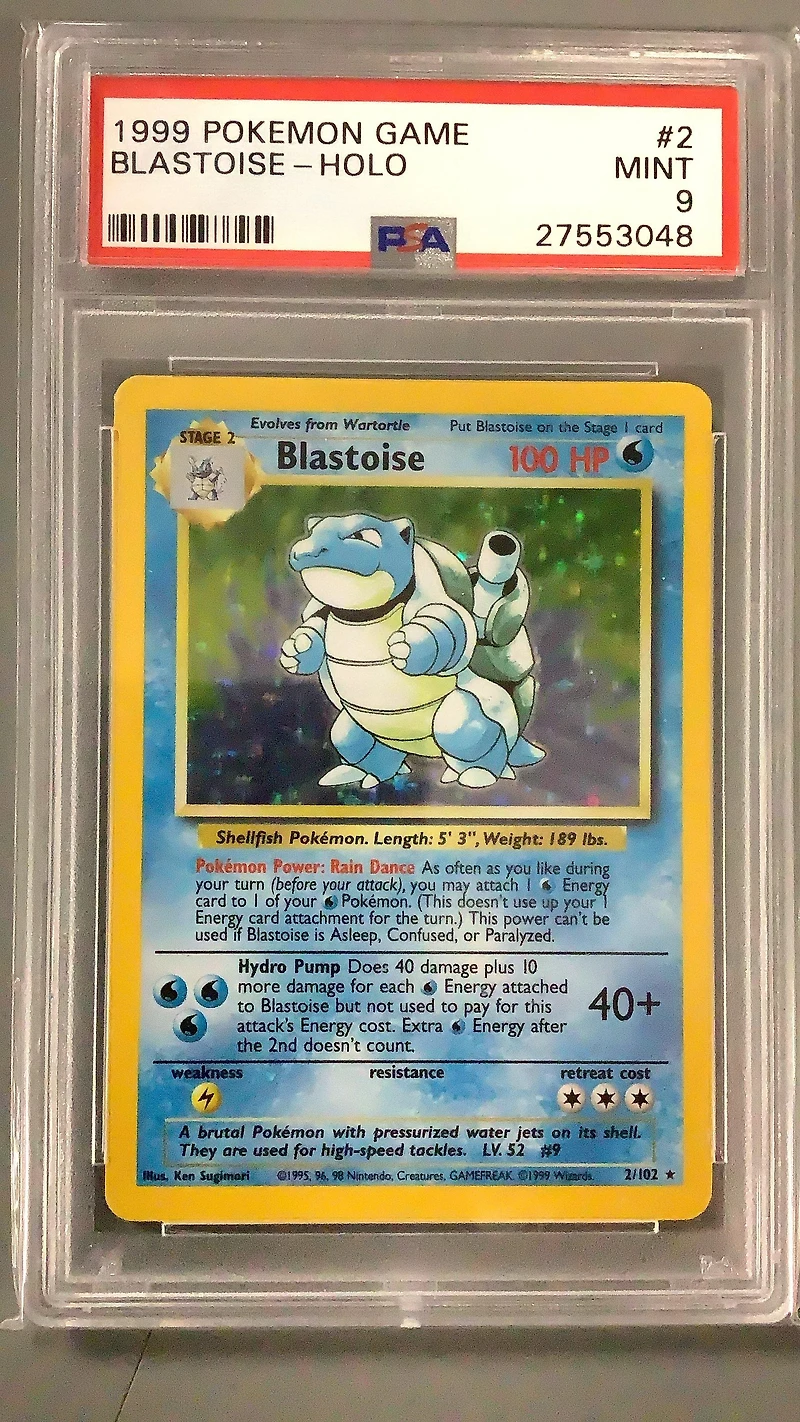 1999 POKEMON GAME #2
BLASTOISE – HOLO MINT
9
PSA 27553048
Evolves from Wartortle Put Blastoise on the Stage 1 card
STAGE 2
Blastoise 100 HP
Shellfish Pokémon. Length: 5' 3", Weight: 189 lbs.
Pokémon Power: Rain Dance As often as you like during
your turn (before your attack), you may attach 1 Energy
card to 1 of your Pokémon. (This doesn't use up your 1
Energy card attachment for the turn.) This power can't be
used if Blastoise is Asleep, Confused, or Paralyzed.
Hydro Pump Does 40 damage plus 10
more damage for each Energy attached
to Blastoise but not used to pay for this
attack's Energy cost. Extra Energy after
the 2nd doesn't count.
40+
weakness resistance retreat cost
A brutal Pokémon with pressurized water jets on its shell.
They are used for high-speed tackles. LV. 52 #9
Illus. Ken Sugimori ©1995, 96, 98 Nintendo, Creatures, GAMEFREAK. ©1999 Wizards. 2/102 ★